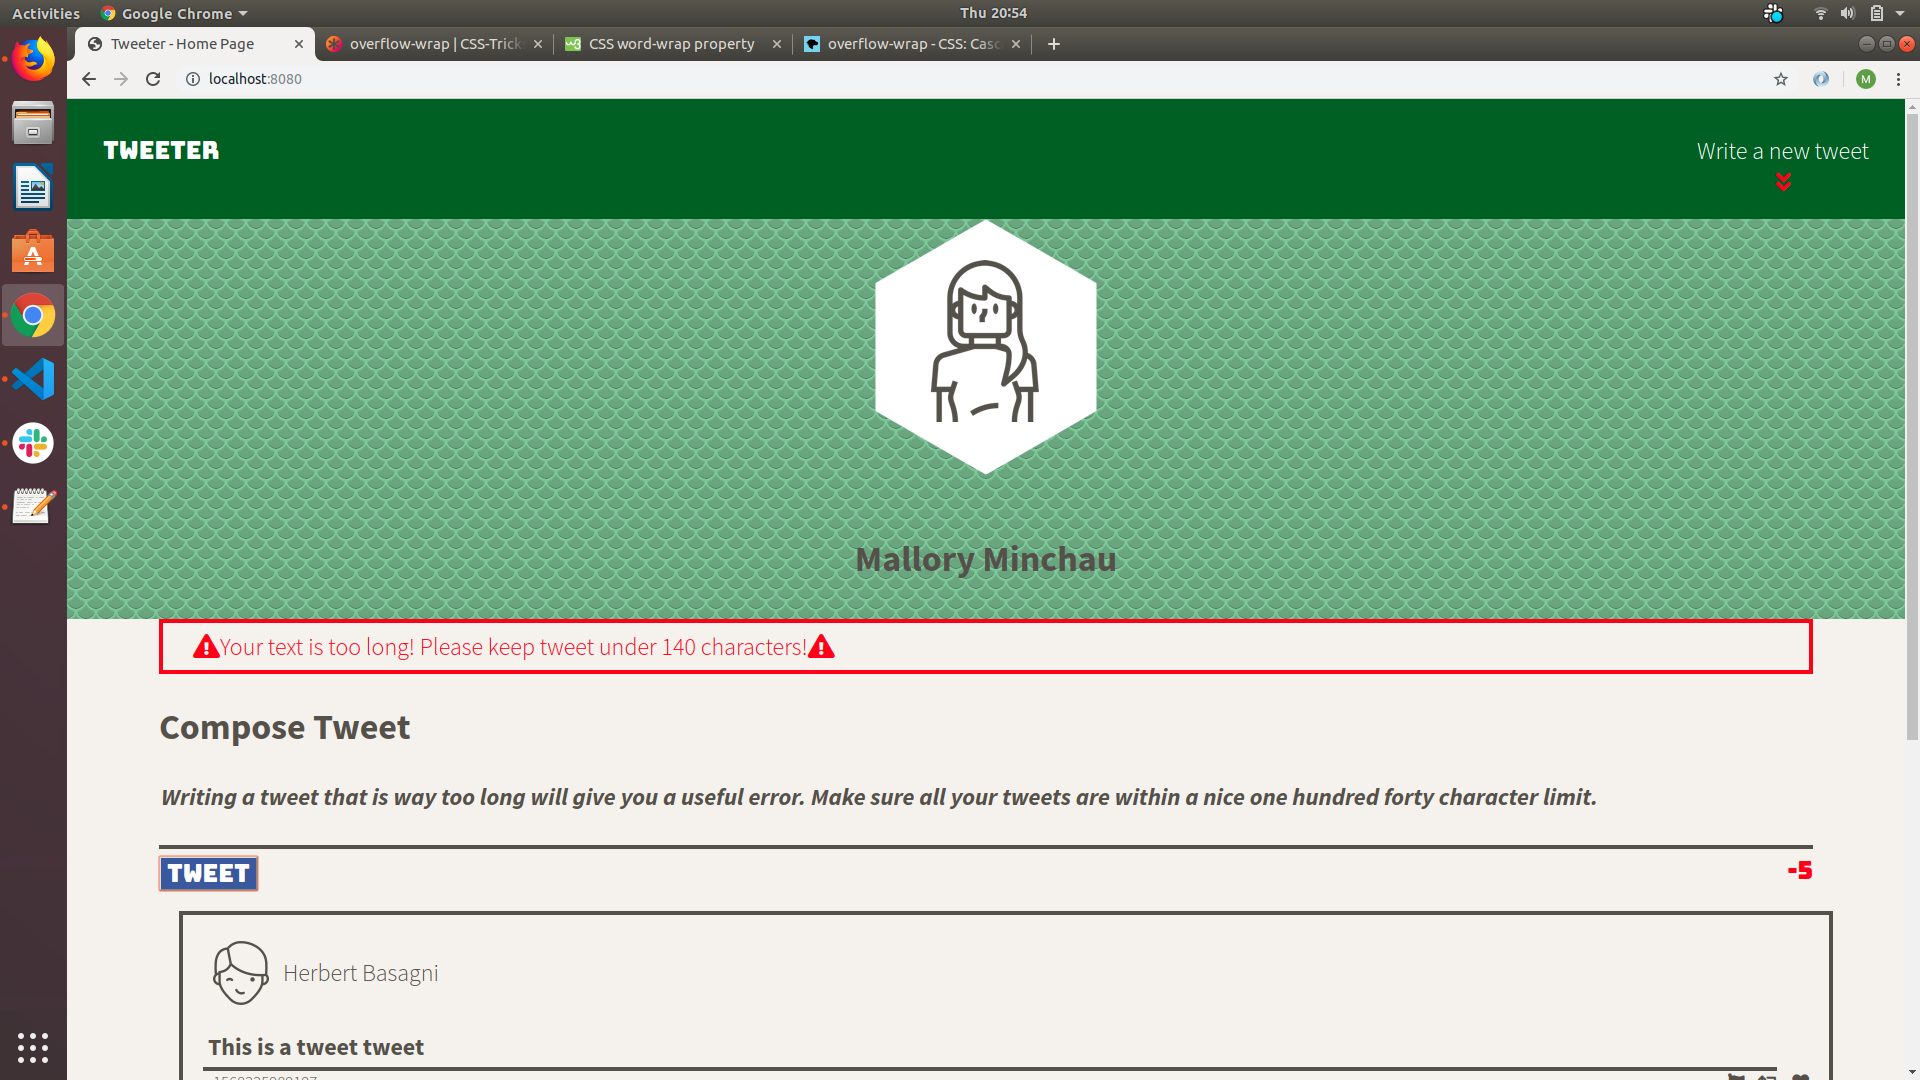 Activities Google Chrome Thu 20:54
Tweeter - Home Page overflow-wrap | CSS-Tricks CSS word-wrap property overflow-wrap - CSS: Casc
localhost:8080 M
TWEETER
Write a new tweet
Mallory Minchau
Your text is too long! Please keep tweet under 140 characters!
Compose Tweet
Writing a tweet that is way too long will give you a useful error. Make sure all your tweets are within a nice one hundred forty character limit.
TWEET -5
Herbert Basagni
This is a tweet tweet